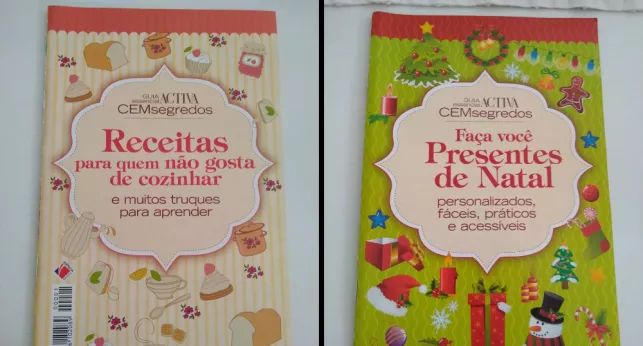 GUIA ESSENCIAL ACTIVA
CEMsegredos
Receitas
para quem não gosta
de cozinhar
e muitos truques
para aprender
GUIA ESSENCIAL ACTIVA
CEMsegredos
Faça você
Presentes
de Natal
personalizados,
fáceis, práticos
e acessíveis